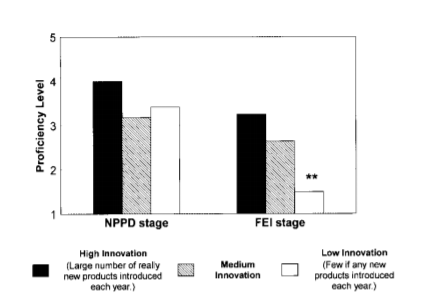 5
4
3
2
1
Proficiency Level
**
NPPD stage FEI stage
High Innovation
(Large number of really
new products introduced
each year.)
Medium
Innovation
Low Innovation
(Few if any new
products introduced
each year.)